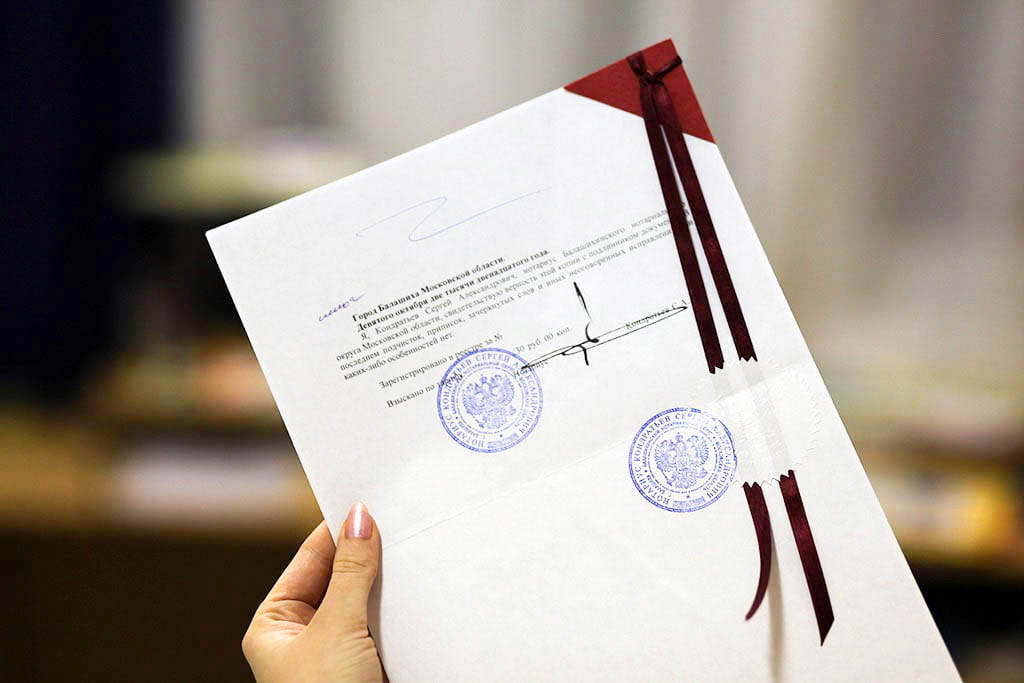 копия
Город Балашиха Московской области.
Девятого октября две тысячи двенадцатого года.
Я, Кондратьев Сергей Александрович, нотариус Балашихинского нотариального
округа Московской области, свидетельствую верность этой копии с подлинником документа. В
последнем подчисток, приписок, зачеркнутых слов и иных неоговоренных исправлений или
каких-либо особенностей нет.
Зарегистрировано в реестре за №
Взыскано по тарифу 30 руб. 00 коп.
Нотариус
Кондратьев СА
НОТАРИУС КОНДРАТЬЕВ СЕРГЕЙ АЛЕКСАНДРОВИЧ
НОТАРИУС КОНДРАТЬЕВ СЕРГЕЙ АЛЕКСАНДРОВИЧ